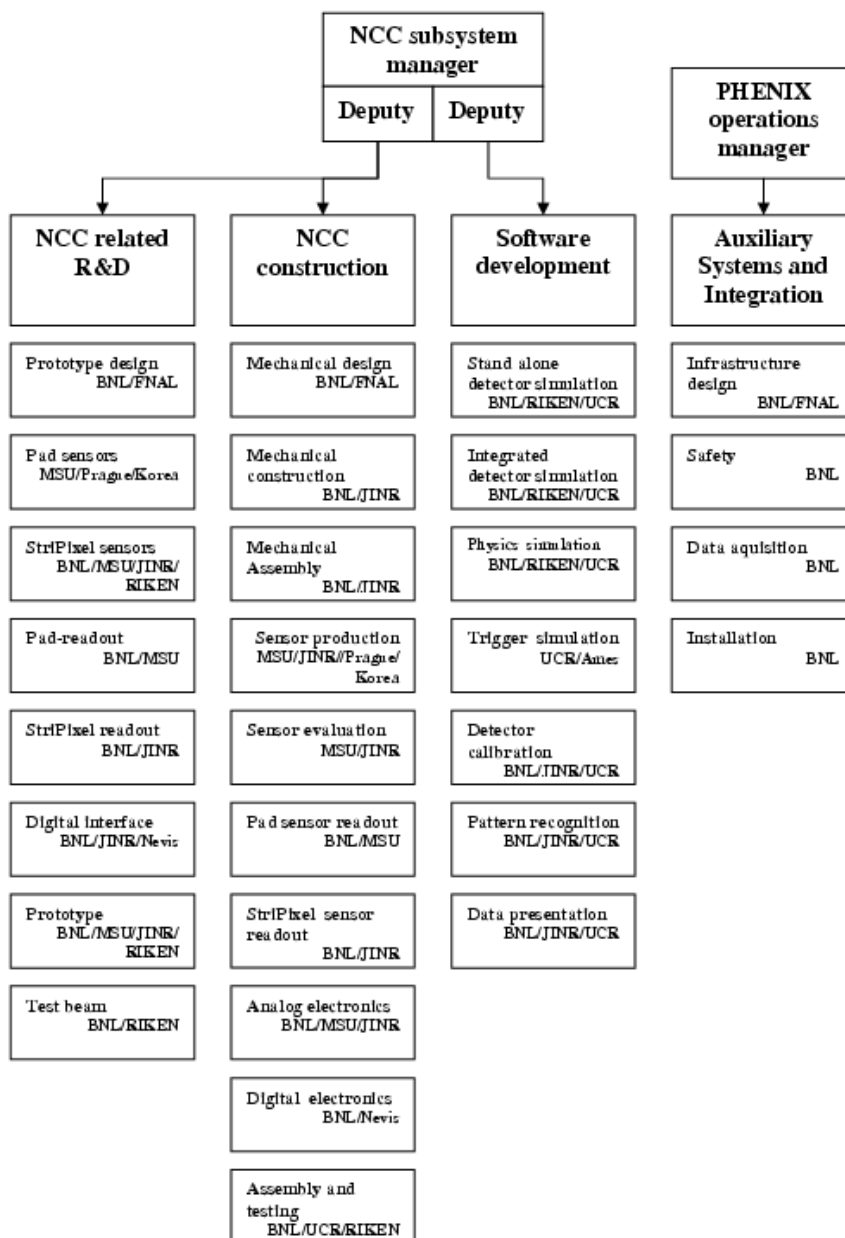 NCC subsystem
manager
Deputy
Deputy
PHENIX
operations
manager
NCC related
R&D
NCC
construction
Software
development
Auxiliary
Systems and
Integration
Prototype design
BNL/FNAL
Pad sensors
MSU/Prague/Korea
StriPixel sensors
BNL/MSU/JINR/
RIKEN
Pad-readout
BNL/MSU
StriPixel readout
BNL/JINR
Digital interface
BNL/JINR/Nevis
Prototype
BNL/MSU/JINR/
RIKEN
Test beam
BNL/RIKEN
Mechanical design
BNL/FNAL
Mechanical
construction
BNL/JINR
Mechanical
Assembly
BNL/JINR
Sensor production
MSU/JINR//Prague/
Korea
Sensor evaluation
MSU/JINR
Pad sensor readout
BNL/MSU
StriPixel sensor
readout
BNL/JINR
Analog electronics
BNL/MSU/JINR
Digital electronics
BNL/Nevis
Assembly and
testing
BNL/UCR/RIKEN
Stand alone
detector simulation
BNL/RIKEN/UCR
Integrated
detector simulation
BNL/RIKEN/UCR
Physics simulation
BNL/RIKEN/UCR
Trigger simulation
UCR/Ames
Detector
calibration
BNL/JINR/UCR
Pattern recognition
BNL/JINR/UCR
Data presentation
BNL/JINR/UCR
Infrastructure
design
BNL/FNAL
Safety
BNL
Data aquisition
BNL
Installation
BNL